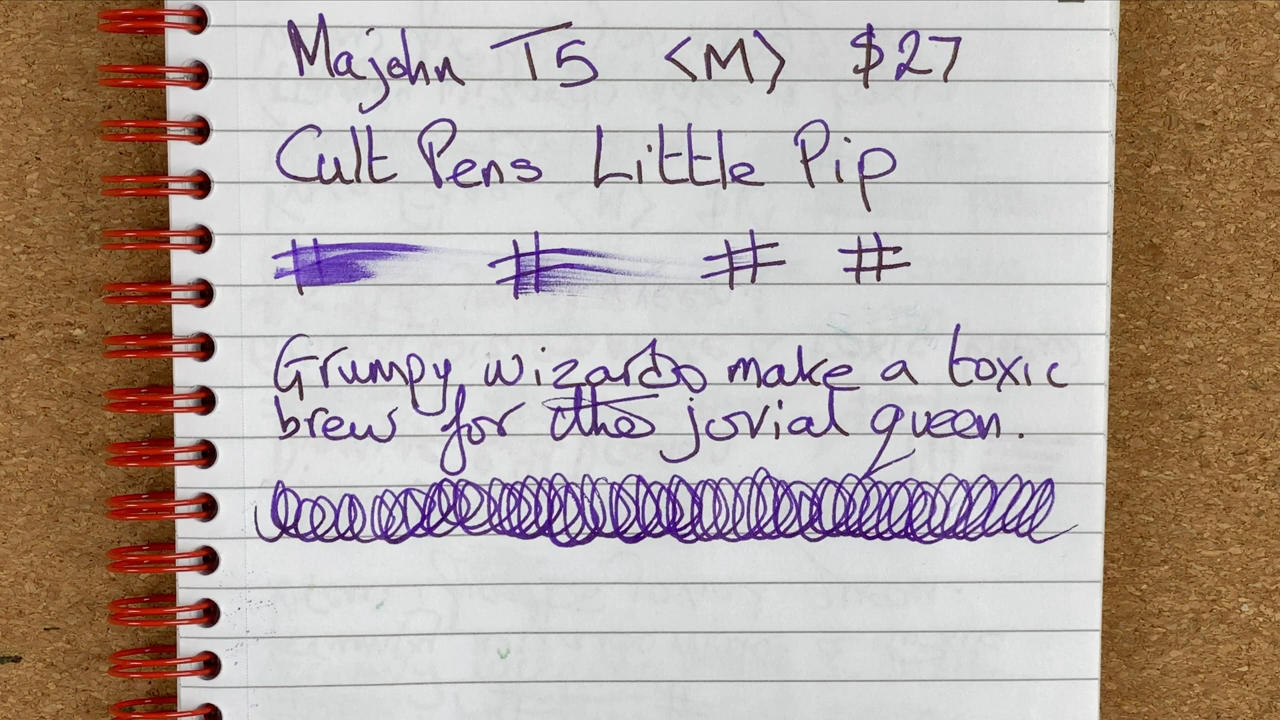 Majohn T5 <M> $27
Cult Pens Little Pip
# # # #
Grumpy wizards make a toxic
brew for the jovial queen.